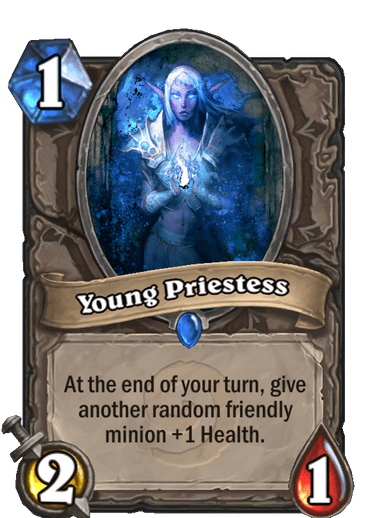 1
Young Priestess
At the end of your turn, give
another random friendly
minion +1 Health.
2
1